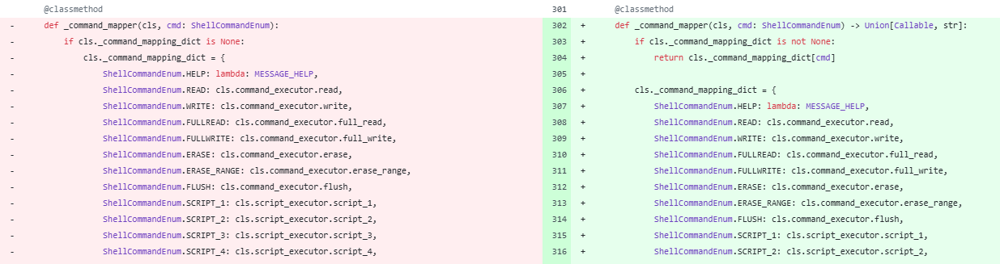 @classmethod
- def _command_mapper(cls, cmd: ShellCommandEnum):
- if cls._command_mapping_dict is None:
- cls._command_mapping_dict = {
- ShellCommandEnum.HELP: lambda: MESSAGE_HELP,
- ShellCommandEnum.READ: cls.command_executor.read,
- ShellCommandEnum.WRITE: cls.command_executor.write,
- ShellCommandEnum.FULLREAD: cls.command_executor.full_read,
- ShellCommandEnum.FULLWRITE: cls.command_executor.full_write,
- ShellCommandEnum.ERASE: cls.command_executor.erase,
- ShellCommandEnum.ERASE_RANGE: cls.command_executor.erase_range,
- ShellCommandEnum.FLUSH: cls.command_executor.flush,
- ShellCommandEnum.SCRIPT_1: cls.script_executor.script_1,
- ShellCommandEnum.SCRIPT_2: cls.script_executor.script_2,
- ShellCommandEnum.SCRIPT_3: cls.script_executor.script_3,
- ShellCommandEnum.SCRIPT_4: cls.script_executor.script_4,
301 @classmethod
302 + def _command_mapper(cls, cmd: ShellCommandEnum) -> Union[Callable, str]:
303 + if cls._command_mapping_dict is not None:
304 + return cls._command_mapping_dict[cmd]
305 +
306 + cls._command_mapping_dict = {
307 + ShellCommandEnum.HELP: lambda: MESSAGE_HELP,
308 + ShellCommandEnum.READ: cls.command_executor.read,
309 + ShellCommandEnum.WRITE: cls.command_executor.write,
310 + ShellCommandEnum.FULLREAD: cls.command_executor.full_read,
311 + ShellCommandEnum.FULLWRITE: cls.command_executor.full_write,
312 + ShellCommandEnum.ERASE: cls.command_executor.erase,
313 + ShellCommandEnum.ERASE_RANGE: cls.command_executor.erase_range,
314 + ShellCommandEnum.FLUSH: cls.command_executor.flush,
315 + ShellCommandEnum.SCRIPT_1: cls.script_executor.script_1,
316 + ShellCommandEnum.SCRIPT_2: cls.script_executor.script_2,